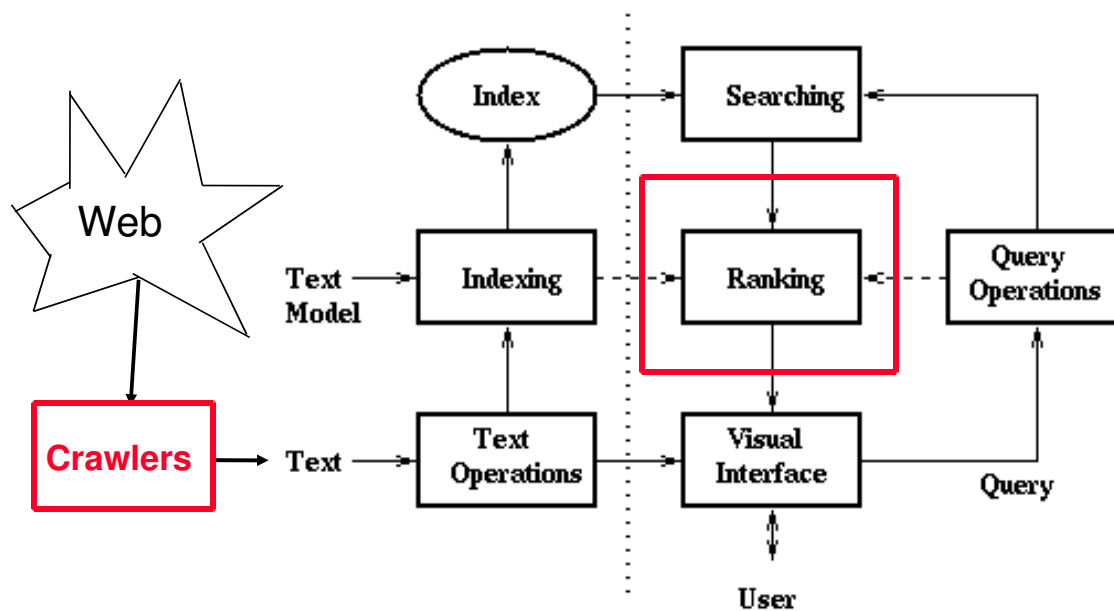 Index
Searching
Web
Text
Model
Indexing
Ranking
Query
Operations
Crawlers
Text
Text
Operations
Visual
Interface
Query
User